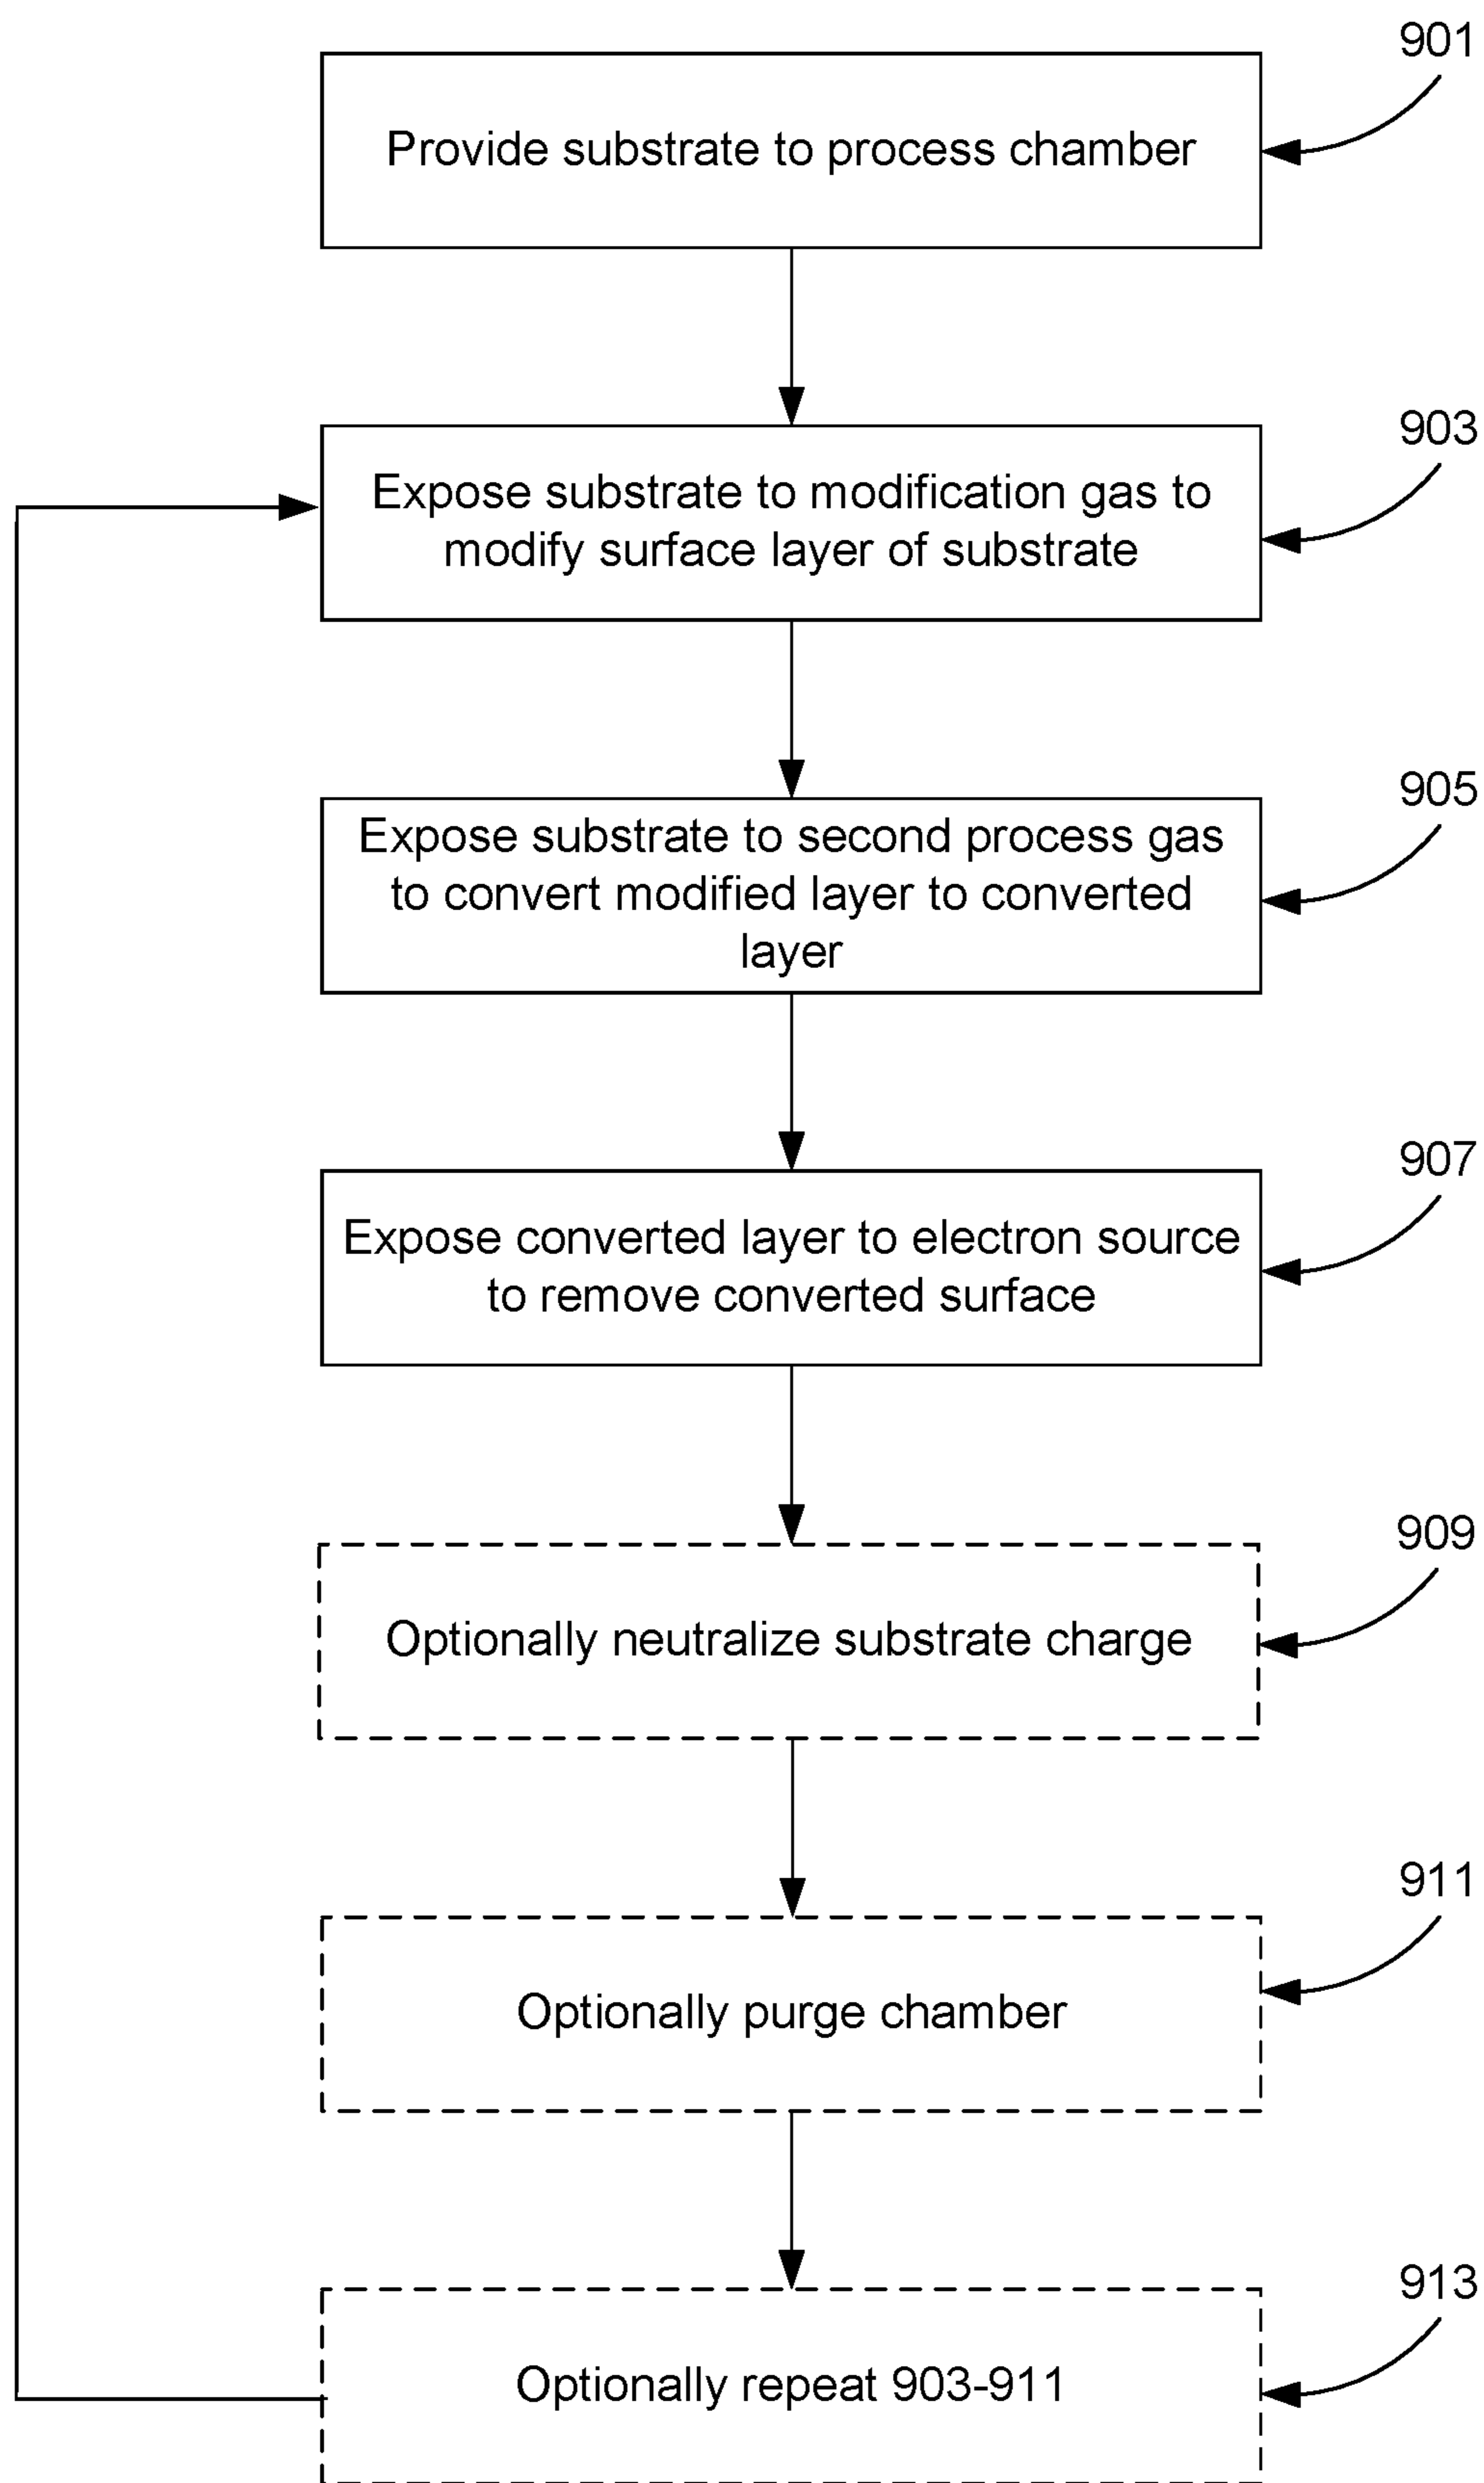 901
Provide substrate to process chamber
903
Expose substrate to modification gas to
modify surface layer of substrate
905
Expose substrate to second process gas
to convert modified layer to converted
layer
907
Expose converted layer to electron source
to remove converted surface
909
Optionally neutralize substrate charge
911
Optionally purge chamber
913
Optionally repeat 903-911